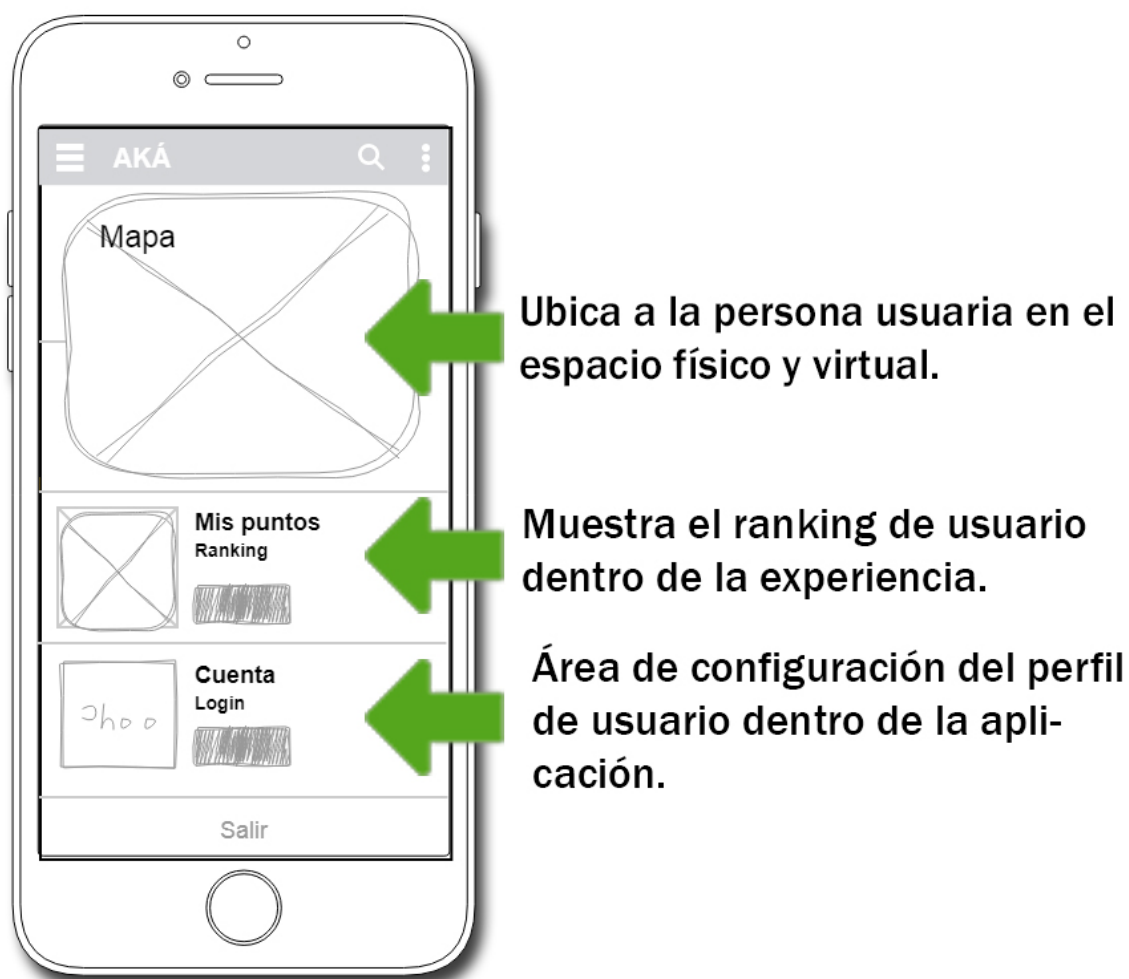 AKÁ
Mapa
Ubica a la persona usuaria en el
espacio físico y virtual.
Mis puntos
Ranking
Muestra el ranking de usuario
dentro de la experiencia.
Cuenta
Login
Área de configuración del perfil
de usuario dentro de la apli-
cación.
Salir